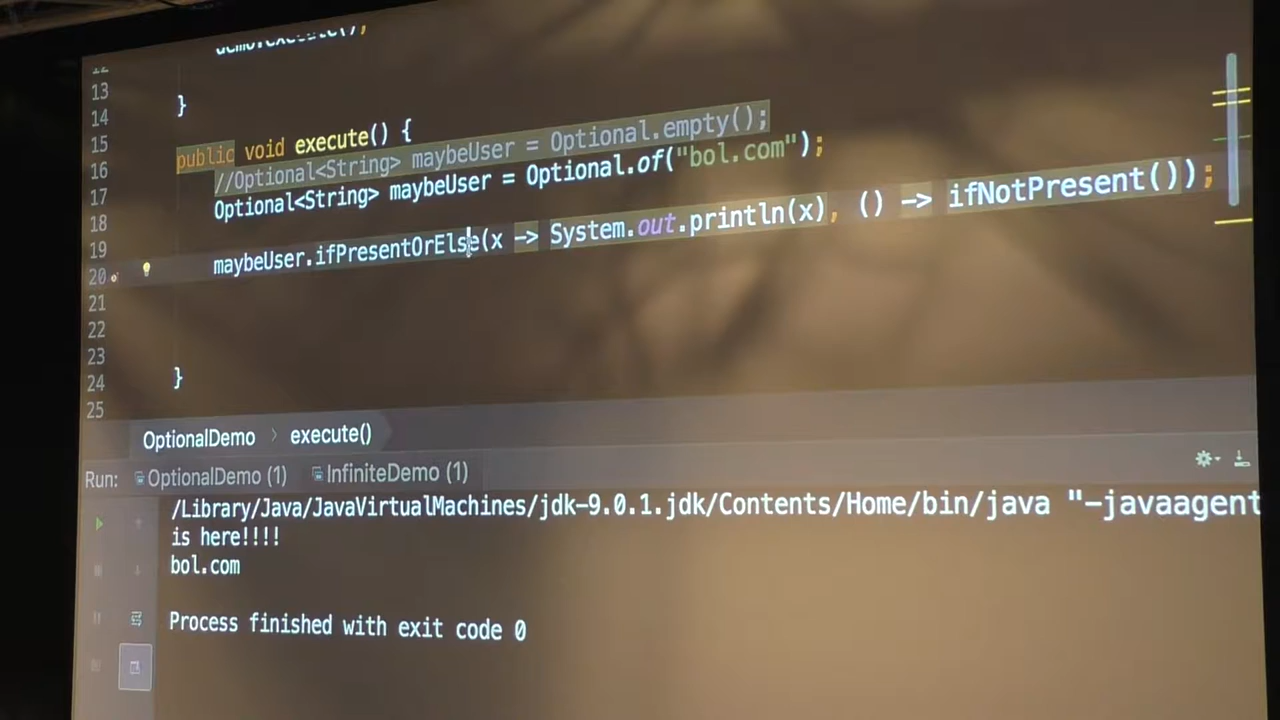 demo.execute();
12
13
14 }
15 public void execute() {
16 //Optional<String> maybeUser = Optional.empty();
17 Optional<String> maybeUser = Optional.of("bol.com");
18
19
20 maybeUser.ifPresentOrElse(x -> System.out.println(x), () -> ifNotPresent());
21
22
23
24 }
25
OptionalDemo > execute()
Run: OptionalDemo (1) InfiniteDemo (1)
/Library/Java/JavaVirtualMachines/jdk-9.0.1.jdk/Contents/Home/bin/java "-javaagent
is here!!!!
bol.com
Process finished with exit code 0